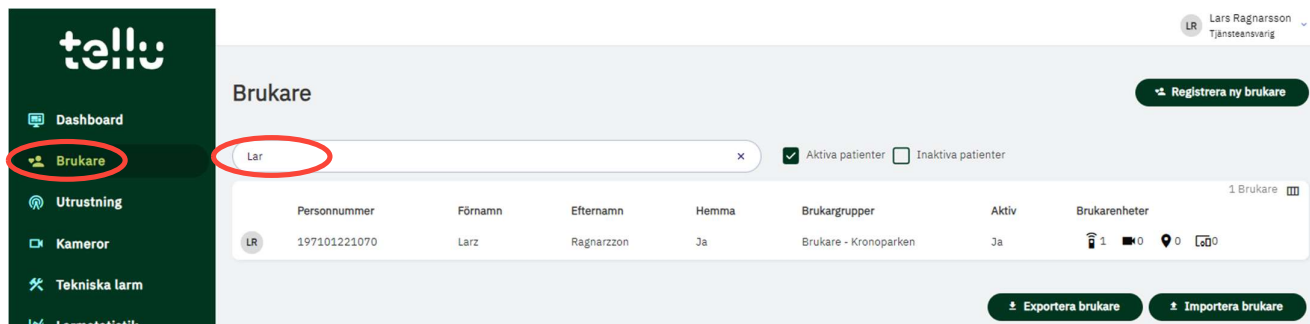 tellu
LR Lars Ragnarsson
Tjänsteansvarig
Brukare
Registrera ny brukare
Dashboard
Brukare
Utrustning
Kameror
Tekniska larm
Larmstatistik
Lar ×
Aktiva patienter Inaktiva patienter
1 Brukare
Personnummer Förnamn Efternamn Hemma Brukargrupper Aktiv Brukarenheter
LR 197101221070 Larz Ragnarzzon Ja Brukare - Kronoparken Ja 1 0 0 0
Exportera brukare Importera brukare